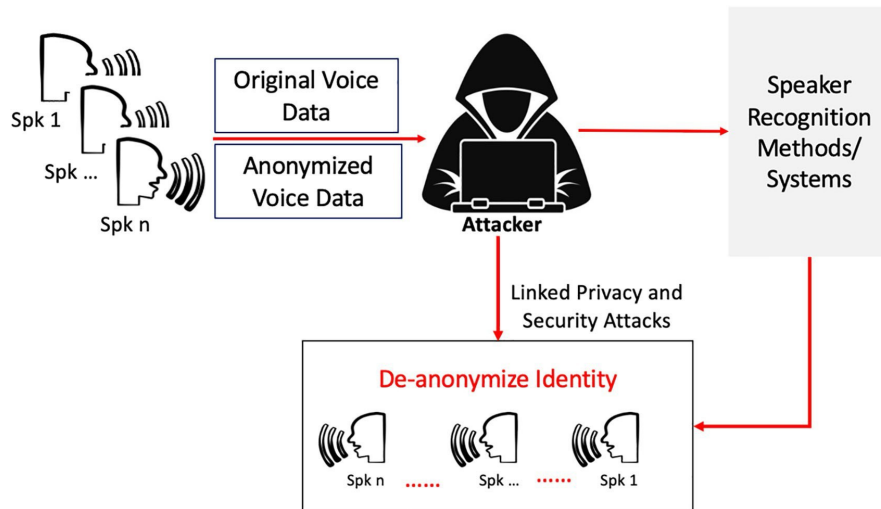 Spk 1
Spk ...
Spk n
Original Voice
Data
Anonymized
Voice Data
Attacker
Speaker
Recognition
Methods/
Systems
Linked Privacy and
Security Attacks
De-anonymize Identity
Spk n
......
Spk ...
......
Spk 1